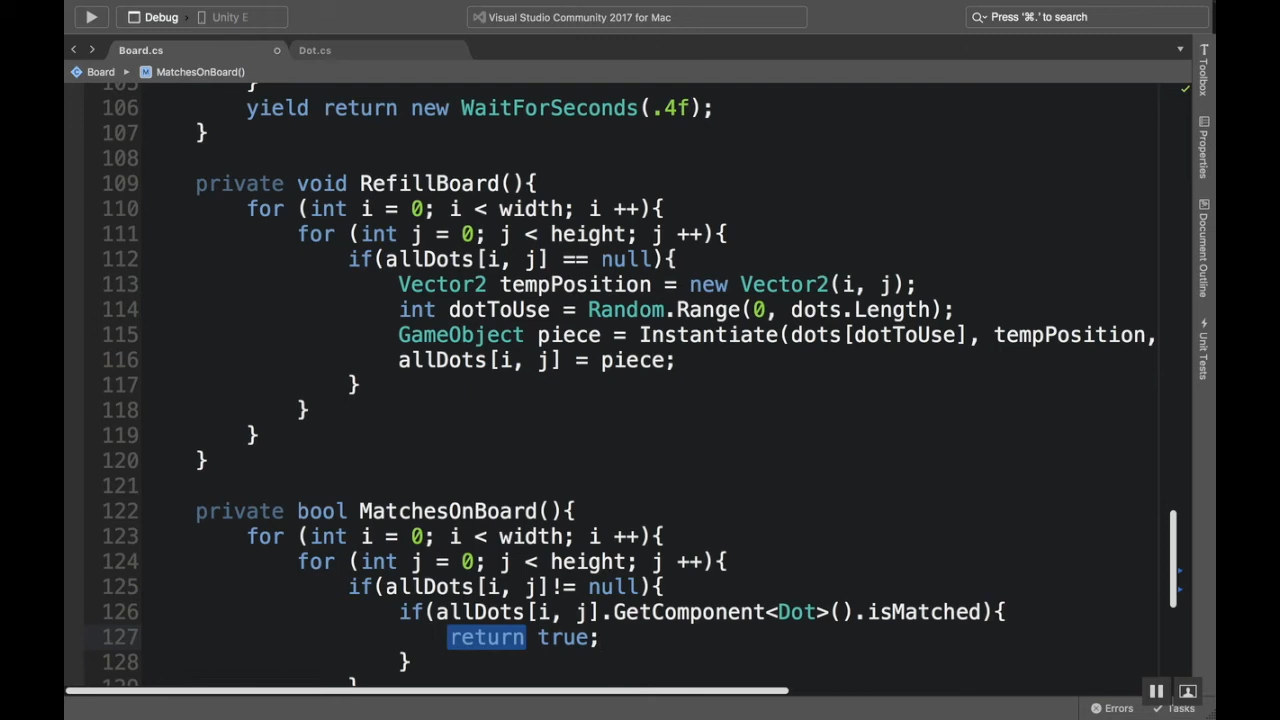 Debug Unity E
Visual Studio Community 2017 for Mac
Press '⌘.' to search
Board.cs
Dot.cs
Board
M MatchesOnBoard()
105 }
106 yield return new WaitForSeconds(.4f);
107 }
108
109 private void RefillBoard(){
110 for (int i = 0; i < width; i ++){
111 for (int j = 0; j < height; j ++){
112 if(allDots[i, j] == null){
113 Vector2 tempPosition = new Vector2(i, j);
114 int dotToUse = Random.Range(0, dots.Length);
115 GameObject piece = Instantiate(dots[dotToUse], tempPosition,
116 allDots[i, j] = piece;
117 }
118 }
119 }
120 }
121
122 private bool MatchesOnBoard(){
123 for (int i = 0; i < width; i ++){
124 for (int j = 0; j < height; j ++){
125 if(allDots[i, j]!= null){
126 if(allDots[i, j].GetComponent<Dot>().isMatched){
127 return true;
128 }
129 }
Toolbox
Properties
Document Outline
Unit Tests
Errors
Tasks